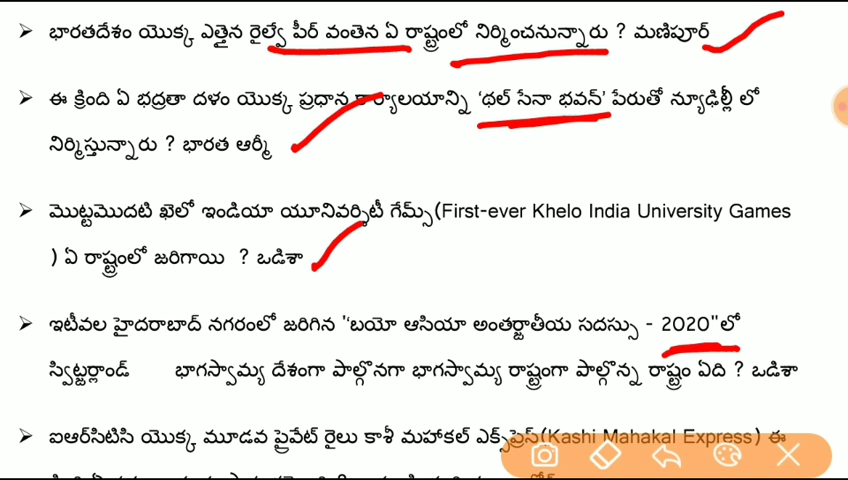 ➢ భారతదేశం యొక్క ఎత్తైన రైల్వే పీర్ వంతెన ఏ రాష్ట్రంలో నిర్మించనున్నారు ? మణిపూర్
➢ ఈ క్రింది ఏ భద్రతా దళం యొక్క ప్రధాన కార్యాలయాన్ని ‘థల్ సేనా భవన్’ పేరుతో న్యూఢిల్లీ లో
నిర్మిస్తున్నారు ? భారత ఆర్మీ
➢ మొట్టమొదటి ఖెలో ఇండియా యూనివర్సిటీ గేమ్స్(First-ever Khelo India University Games
) ఏ రాష్ట్రంలో జరిగాయి ? ఒడిశా
➢ ఇటీవల హైదరాబాద్ నగరంలో జరిగిన "‘బయో ఆసియా అంతర్జాతీయ సదస్సు - 2020"లో
స్విట్జర్లాండ్ భాగస్వామ్య దేశంగా పాల్గొనగా భాగస్వామ్య రాష్ట్రంగా పాల్గొన్న రాష్ట్రం ఏది ? ఒడిశా
➢ ఐఆర్‌సిటిసి యొక్క మూడవ ప్రైవేట్ రైలు కాశీ మహాకల్ ఎక్స్‌ప్రెస్(Kashi Mahakal Express) ఈ